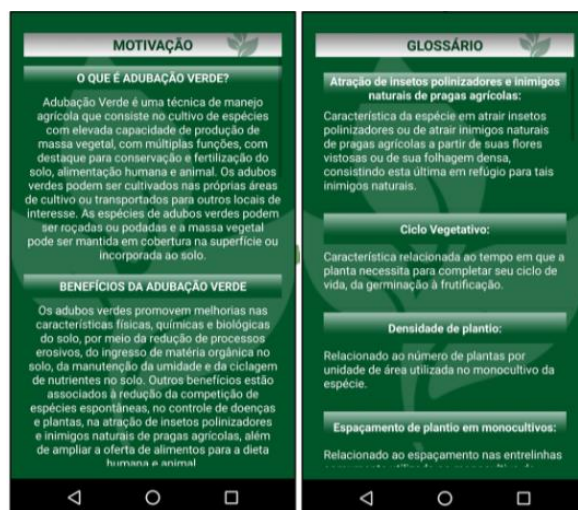 MOTIVAÇÃO
O QUE É ADUBAÇÃO VERDE?
Adubação Verde é uma técnica de manejo
agrícola que consiste no cultivo de espécies
com elevada capacidade de produção de
massa vegetal, com múltiplas funções, com
destaque para conservação e fertilização do
solo, alimentação humana e animal. Os adubos
verdes podem ser cultivados nas próprias áreas
de cultivo ou transportados para outros locais de
interesse. As espécies de adubos verdes podem
ser roçadas ou podadas e a massa vegetal
pode ser mantida em cobertura na superfície ou
incorporada ao solo.
BENEFÍCIOS DA ADUBAÇÃO VERDE
Os adubos verdes promovem melhorias nas
características físicas, químicas e biológicas
do solo, por meio da redução de processos
erosivos, do ingresso de matéria orgânica no
solo, da manutenção da umidade e da ciclagem
de nutrientes no solo. Outros benefícios estão
associados à redução da competição de
espécies espontâneas, no controle de doenças
e plantas, na atração de insetos polinizadores
e inimigos naturais de pragas agrícolas, além
de ampliar a oferta de alimentos para a dieta
humana e animal
GLOSSÁRIO
Atração de insetos polinizadores e inimigos
naturais de pragas agrícolas:
Característica da espécie em atrair insetos
polinizadores ou de atrair inimigos naturais
de pragas agrícolas a partir de suas flores
vistosas ou de sua folhagem densa,
consistindo esta última em refúgio para tais
inimigos naturais.
Ciclo Vegetativo:
Característica relacionada ao tempo em que a
planta necessita para completar seu ciclo de
vida, da germinação à frutificação.
Densidade de plantio:
Relacionado ao número de plantas por
unidade de área utilizada no monocultivo da
espécie.
Espaçamento de plantio em monocultivos:
Relacionado ao espaçamento nas entrelinhas